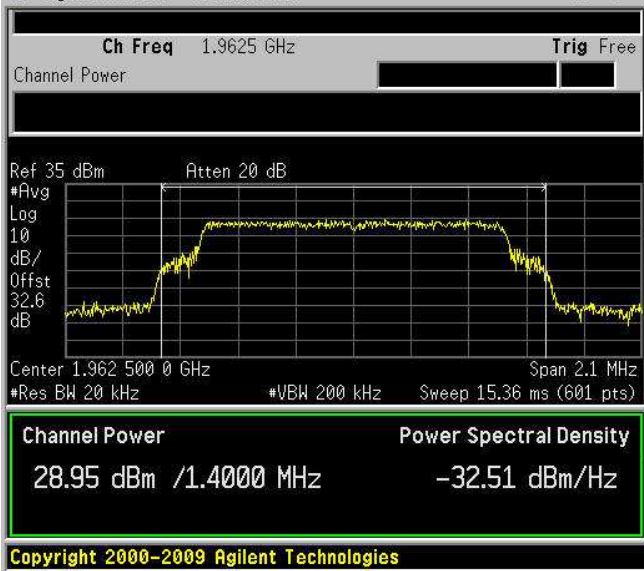 Ch Freq 1.9625 GHz Trig Free
Channel Power
Ref 35 dBm Atten 20 dB
#Avg
Log
10
dB/
Offst
32.6
dB
Center 1.962 500 0 GHz Span 2.1 MHz
#Res BW 20 kHz #VBW 200 kHz Sweep 15.36 ms (601 pts)
Channel Power Power Spectral Density
28.95 dBm /1.4000 MHz -32.51 dBm/Hz
Copyright 2000-2009 Agilent Technologies